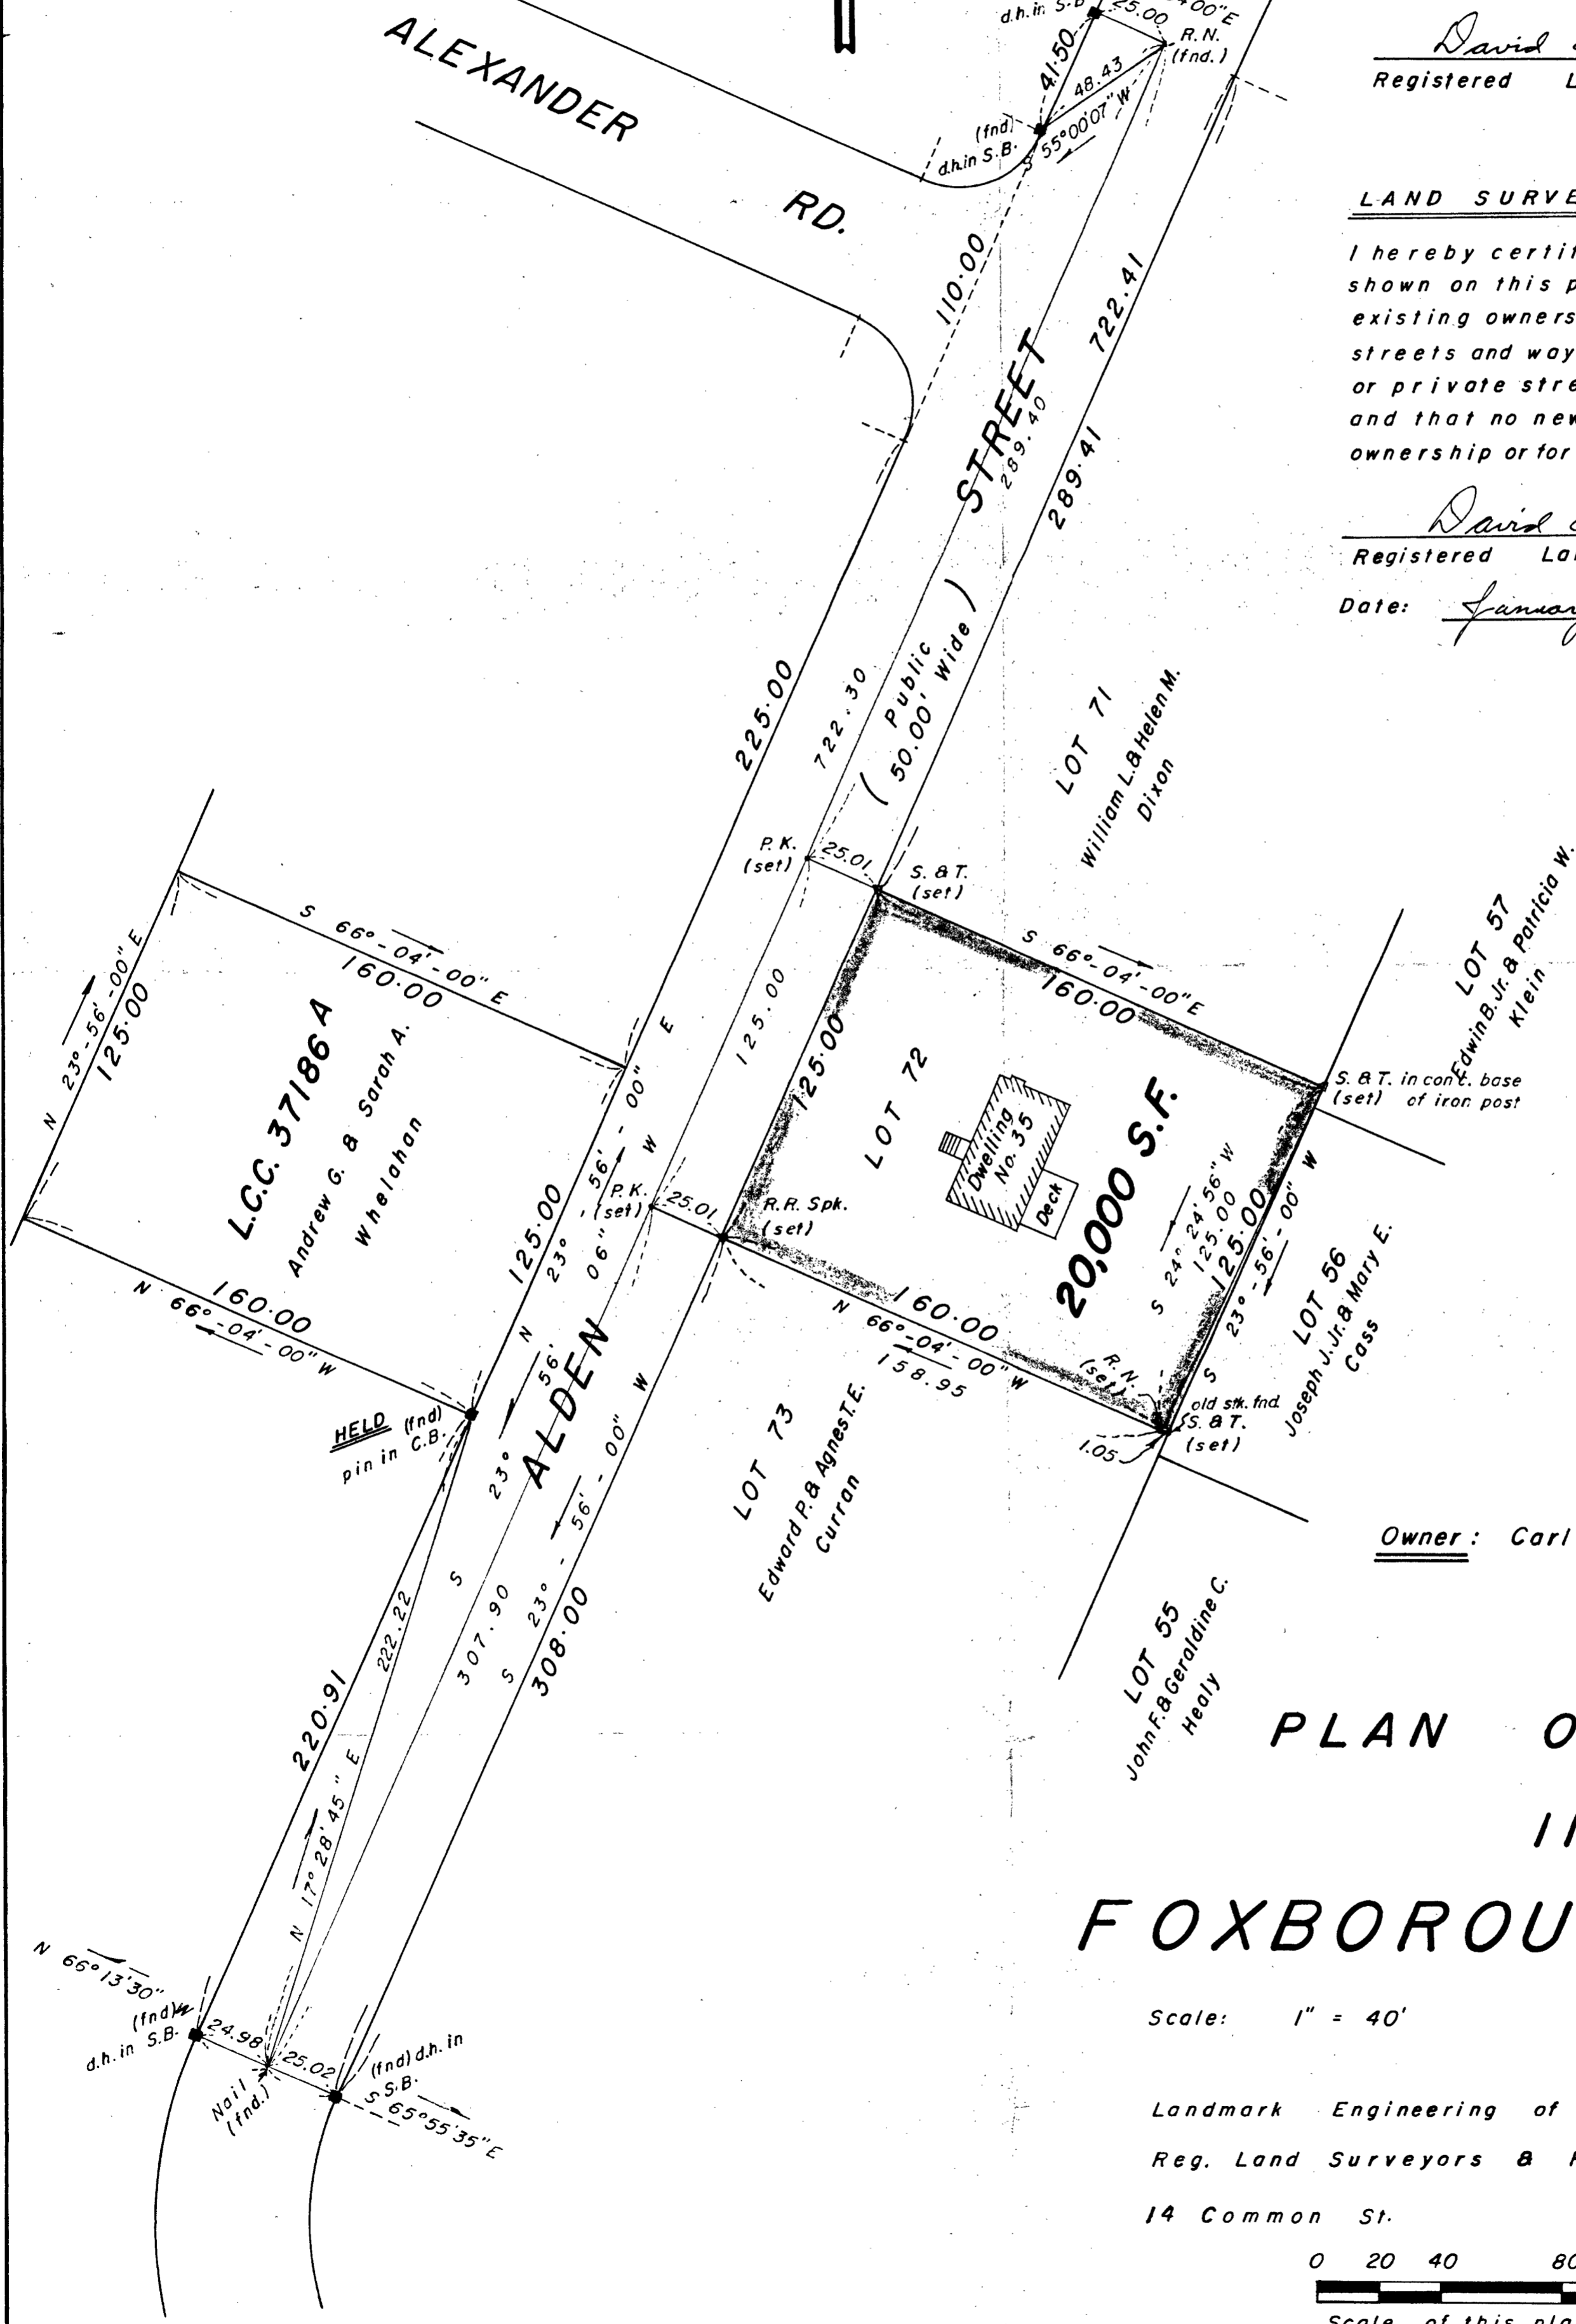 ALEXANDER
RD.
d.h. in S.B.
25.00
00" E
R.N.
(fnd.)
41.50
48.43
S 55°00'07" W
(fnd)
d.h. in S.B.
110.00
722.41
STREET
289.40
289.41
225.00
722.30
( Public
50.00' Wide )
LOT 71
William L. & Helen M.
Dixon
LOT 57
Edwin B. Jr. & Patricia W.
Klein
P.K.
(set)
25.01
S. & T.
(set)
S 66°-04'-00" E
160.00
N 23°-56'-00" E
125.00
L.C.C. 37186 A
Andrew G. & Sarah A.
Whelahan
N 66°-04'-00" W
160.00
125.00
N 23° 56' - 00" E
125.00
S 23° 56' 06" W
P.K.
(set)
25.01
R.R. Spk.
(set)
125.00
LOT 72
S 66°-04'-00" E
160.00
S. & T. in conc. base
(set) of iron post
Dwelling
No. 35
Deck
20,000 S.F.
S 24° 24' 56" W
125.00
125.00
S 23°-56'-00" W
LOT 56
Joseph J. Jr. & Mary E.
Cass
160.00
N 66°-04'-00" W
158.95
R.N.
(set)
old stk. fnd.
S. & T.
(set)
1.05
HELD (fnd)
pin in C.B.
ALDEN
LOT 73
Edward P. & Agnes T. E.
Curran
S 23° - 56' - 00" W
308.00
307.90
222.22
220.91
N 17° 28' 45" E
LOT 55
John F. & Geraldine C.
Healy
N 66°13'30" W
(fnd)
d.h. in S.B.
24.98
25.02
Nail
(fnd.)
(fnd) d.h. in
S.B.
S 65°55'35" E
David
Registered L
LAND SURVE
I hereby certif
shown on this p
existing owners
streets and way
or private stre
and that no new
ownership or for
David
Registered La
Date: January
Owner: Carl
PLAN O
I
FOXBOROU
Scale: 1" = 40'
Landmark Engineering of
Reg. Land Surveyors &
14 Common St.
0 20 40 80
Scale of this pla